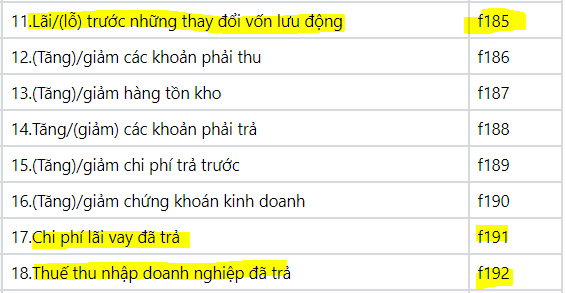 11.Lãi/(lỗ) trước những thay đổi vốn lưu động f185
12.(Tăng)/giảm các khoản phải thu f186
13.(Tăng)/giảm hàng tồn kho f187
14.Tăng/(giảm) các khoản phải trả f188
15.(Tăng)/giảm chi phí trả trước f189
16.(Tăng)/giảm chứng khoán kinh doanh f190
17.Chi phí lãi vay đã trả f191
18.Thuế thu nhập doanh nghiệp đã trả f192